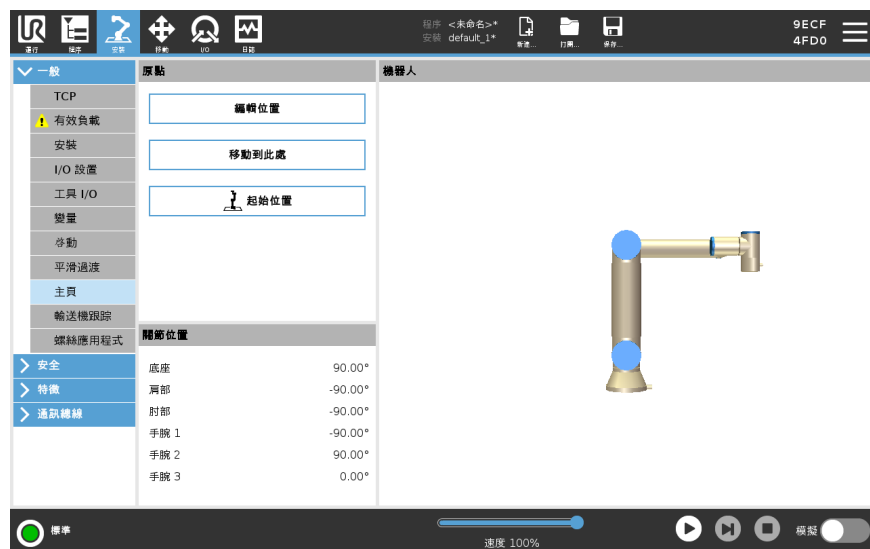 程序 <未命名>*
安裝 default_1*
9ECF
4FD0
運行 程序 安裝 移動 I/O 日誌 新建... 打開... 保存...
一般
原點
機器人
TCP
編輯位置
有效負載
安裝
移動到此處
I/O 設置
工具 I/O
起始位置
變量
啓動
平滑過渡
主頁
輸送機跟踪
關節位置
螺絲應用程式
安全
底座 90.00°
特徵
肩部 -90.00°
通訊總線
肘部 -90.00°
手腕 1 -90.00°
手腕 2 90.00°
手腕 3 0.00°
標準
速度 100%
模擬